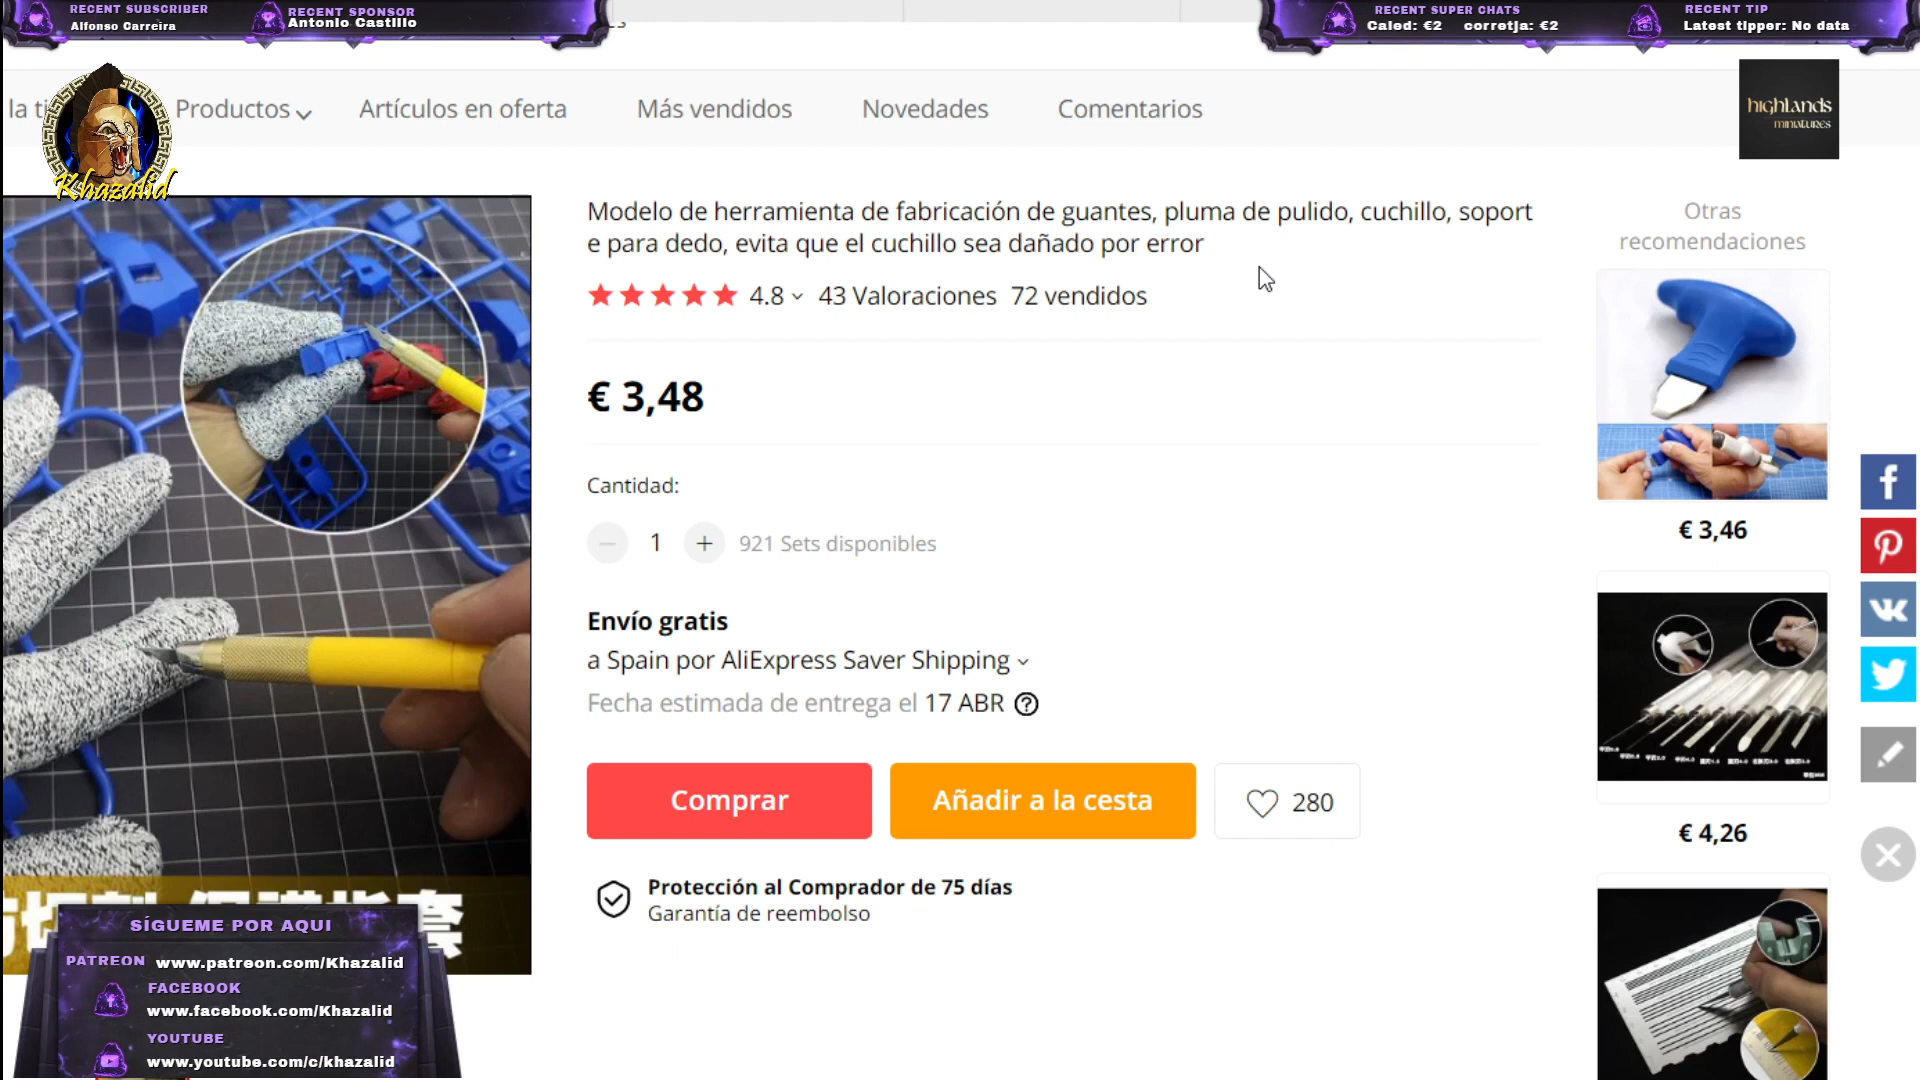 RECENT SUBSCRIBER
Alfonso Carreira
RECENT SPONSOR
Antonio Castillo
RECENT SUPER CHATS
Caled: €2 corretja: €2
RECENT TIP
Latest tipper: No data
Khazalid
Productos
Artículos en oferta
Más vendidos
Novedades
Comentarios
highlands
miniatures
Modelo de herramienta de fabricación de guantes, pluma de pulido, cuchillo, soport
e para dedo, evita que el cuchillo sea dañado por error
4.8 43 Valoraciones 72 vendidos
€ 3,48
Cantidad:
1
921 Sets disponibles
Envío gratis
a Spain por AliExpress Saver Shipping
Fecha estimada de entrega el 17 ABR
Comprar
Añadir a la cesta
280
Protección al Comprador de 75 días
Garantía de reembolso
Otras
recomendaciones
€ 3,46
€ 4,26
SÍGUEME POR AQUI
PATREON www.patreon.com/Khazalid
FACEBOOK
www.facebook.com/Khazalid
YOUTUBE
www.youtube.com/c/khazalid